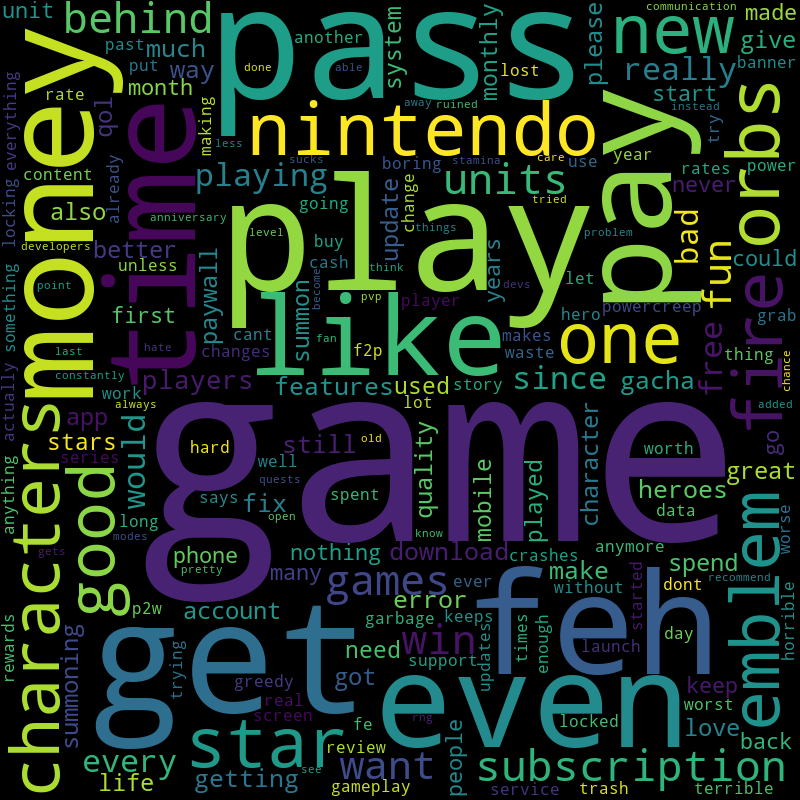 unit
behind
pass
new
communication
made
past
much
another
system
monthly
please
give
banner
put
way
done
able
lost
really
rate
month
qol
making
away
ruined
start
instead
try
orbs
power
money
time
nintendo
less
care
use
year
rates
never
locking everything
content
already
playing
sucks
boring
stamina
units
tried
pay
also
anniversary
going
change
update
play
things
problem
bad
fun
could
developers
better
level
buy
cash
think
years
let
unless
paywall
summon
become
pvp
player
hero
powercreep
grab
point
first
cant
like
devs
makes
one
waste
free
fire
thing
chance
last
hate
changes
fan
f2p
story
since
gacha
added
actually something
constantly
work
players
features
used
go
characters
app
always
lot
stars
would
game
hard
still
old
well
quality
worth
character
great
series
anything
good
long
says
quests
spent
mobile
played
heroes
worse
fix
open
data
know
gets
modes
phone
nothing
download
crashes
anymore
spend
emblem
pretty
many
games
ever
make
without
dont
recommend
horrible
p2w
account
error
feh
started
rewards
garbage
keeps
win
times
enough
launch
day
summoning
trying
get
need
support
updates
greedy
real
got
even
keep
worst
screen
fe
rng
locked
love
every
star
review
want
people
back
life
getting
see
gameplay
subscription
service
trash
terrible